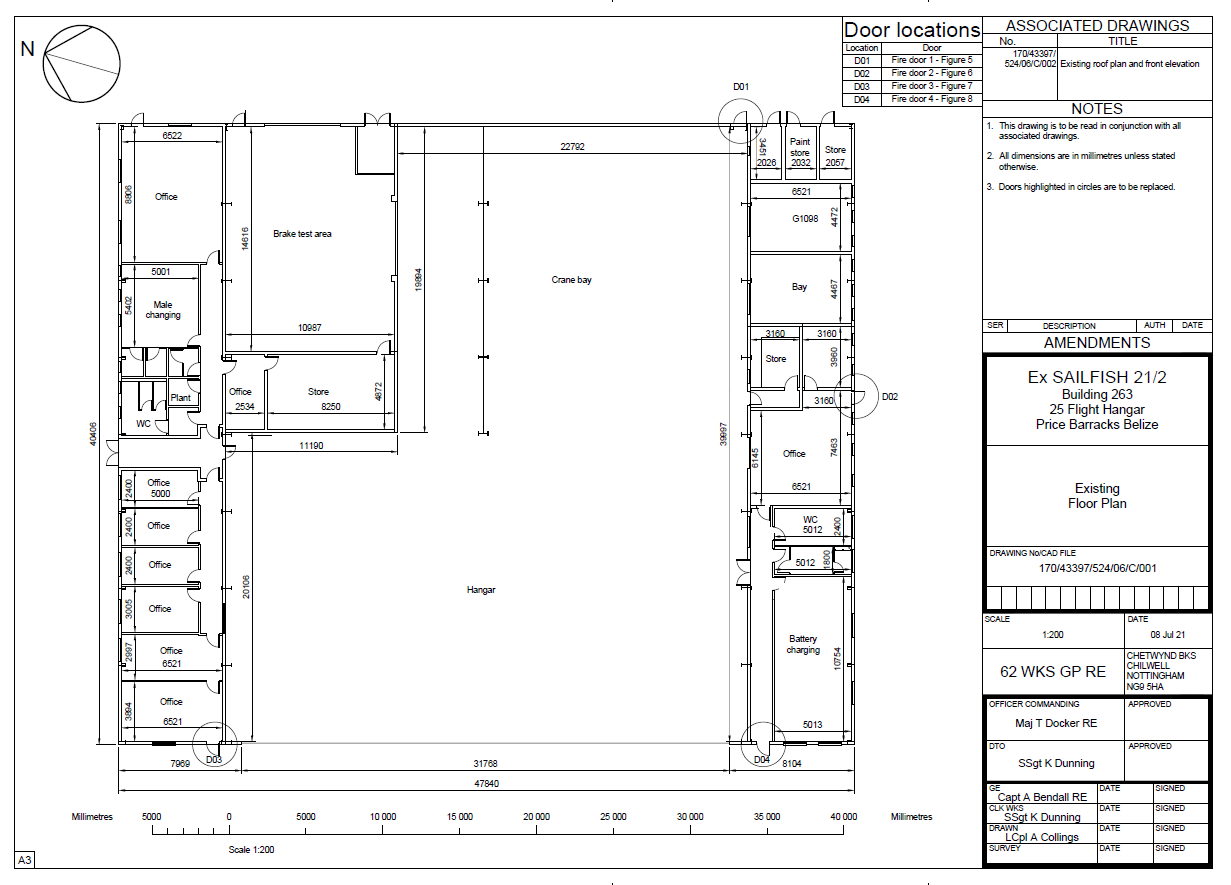 N
Door locations
Location Door
D01 Fire door 1 - Figure 5
D02 Fire door 2 - Figure 6
D03 Fire door 3 - Figure 7
D04 Fire door 4 - Figure 8
ASSOCIATED DRAWINGS
No. TITLE
170/43397/
524/06/C/002 Existing roof plan and front elevation
NOTES
1. This drawing is to be read in conjunction with all
associated drawings.
2. All dimensions are in millimetres unless stated
otherwise.
3. Doors highlighted in circles are to be replaced.
SER DESCRIPTION AUTH DATE
AMENDMENTS
Ex SAILFISH 21/2
Building 263
25 Flight Hangar
Price Barracks Belize
Existing
Floor Plan
DRAWING No/CAD FILE
170/43397/524/06/C/001
SCALE DATE
1:200 08 Jul 21
62 WKS GP RE
CHETWYND BKS
CHILWELL
NOTTINGHAM
NG9 5HA
OFFICER COMMANDING APPROVED
Maj T Docker RE
DTO APPROVED
SSgt K Dunning
GE DATE SIGNED
Capt A Bendall RE
CLK WKS DATE SIGNED
SSgt K Dunning
DRAWN DATE SIGNED
LCpl A Collings
SURVEY DATE SIGNED
D01
6522
8806
Office
5001
5402
Male
changing
Plant
WC
40406
Office
2400 5000
Office
2400
Office
2400
Office
3005
Office
2997
6521
Office
3894
6521
D03
14616
Brake test area
10987
Office
2534
Store
8250
4872
11190
19894
22792
Crane bay
20106
Hangar
39997
3451
2026
Paint
store
2032
Store
2057
6521
G1098
4472
Bay
4467
3160 3160
Store
3960
3160
D02
6145
Office
7463
6521
WC
5012
2400
5012
1800
Battery
charging
10754
5013
D04
7969 31768 8104
47840
Millimetres 5000 0 5000 10 000 15 000 20 000 25 000 30 000 35 000 40 000 Millimetres
Scale 1:200
A3